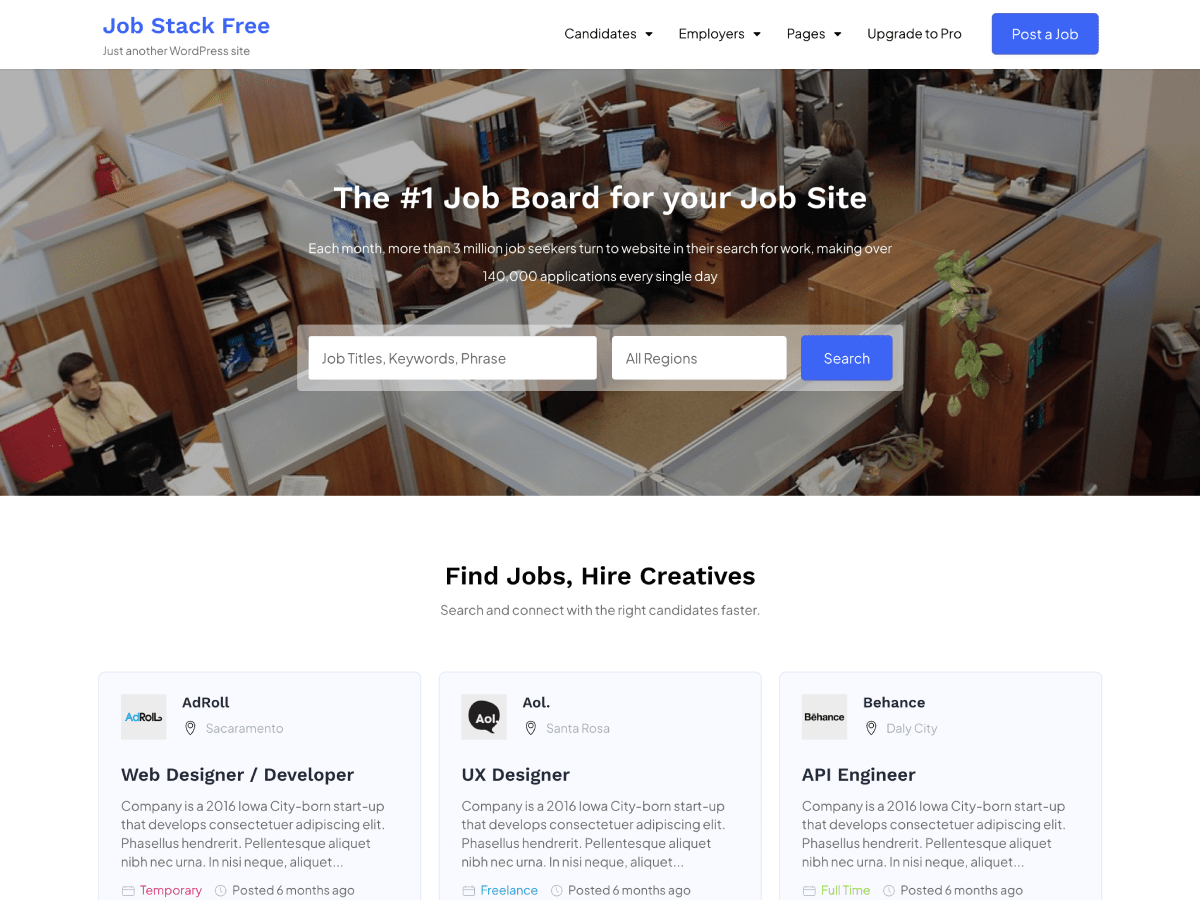 Job Stack Free
Just another WordPress site
Candidates
Employers
Pages
Upgrade to Pro
Post a Job
The #1 Job Board for your Job Site
Each month, more than 3 million job seekers turn to website in their search for work, making over
140,000 applications every single day
Job Titles, Keywords, Phrase
All Regions
Search
Find Jobs, Hire Creatives
Search and connect with the right candidates faster.
AdRoll
AdRoll
Sacaramento
Web Designer / Developer
Company is a 2016 Iowa City-born start-up
that develops consectetuer adipiscing elit.
Phasellus hendrerit. Pellentesque aliquet
nibh nec urna. In nisi neque, aliquet...
Temporary
Posted 6 months ago
Aol.
Aol.
Santa Rosa
UX Designer
Company is a 2016 Iowa City-born start-up
that develops consectetuer adipiscing elit.
Phasellus hendrerit. Pellentesque aliquet
nibh nec urna. In nisi neque, aliquet...
Freelance
Posted 6 months ago
Bēhance
Behance
Daly City
API Engineer
Company is a 2016 Iowa City-born start-up
that develops consectetuer adipiscing elit.
Phasellus hendrerit. Pellentesque aliquet
nibh nec urna. In nisi neque, aliquet...
Full Time
Posted 6 months ago